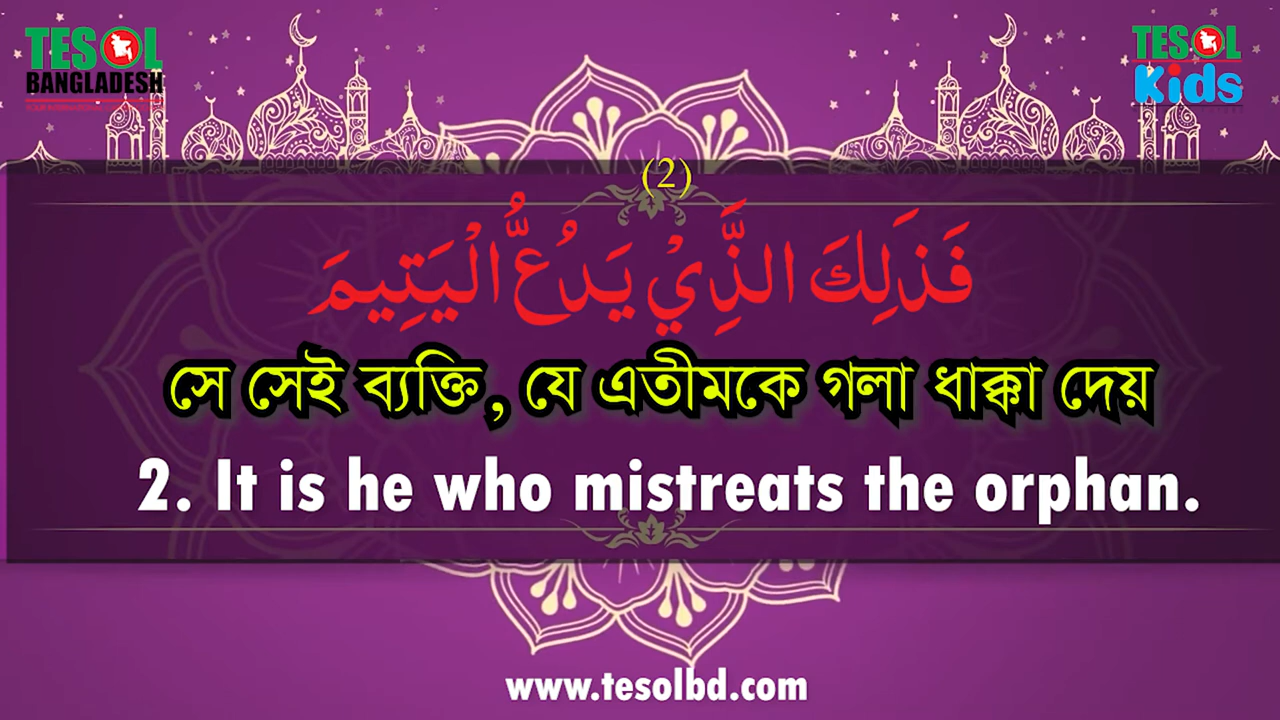 TESOL
BANGLADESH
TESOL
Kids
(2)
فَذَلِكَ الَّذِيْ يَدُعُّ الْيَتِيمَ
সে সেই ব্যক্তি, যে এতীমকে গলা ধাক্কা দেয়
2. It is he who mistreats the orphan.
www.tesolbd.com